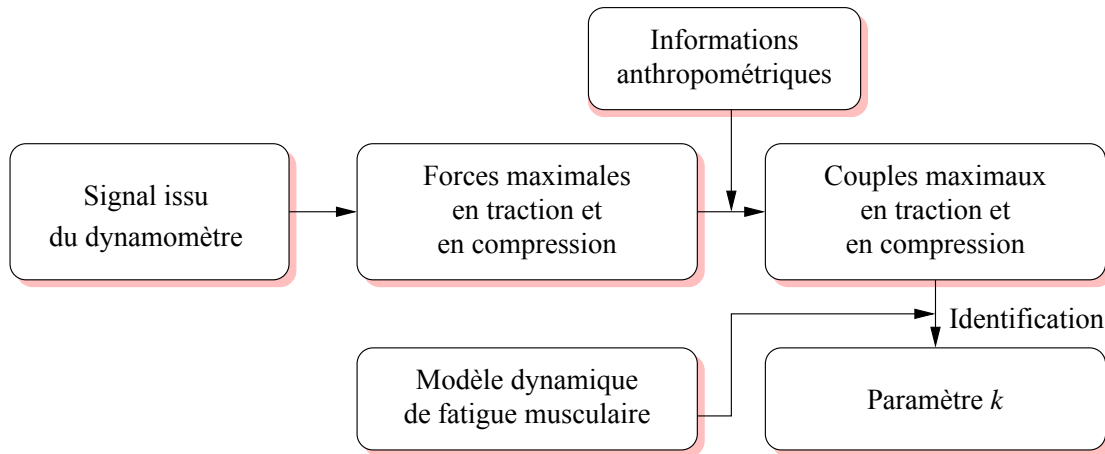 Informations
anthropométriques
Signal issu
du dynamomètre
Forces maximales
en traction et
en compression
Couples maximaux
en traction et
en compression
Identification
Modèle dynamique
de fatigue musculaire
Paramètre k